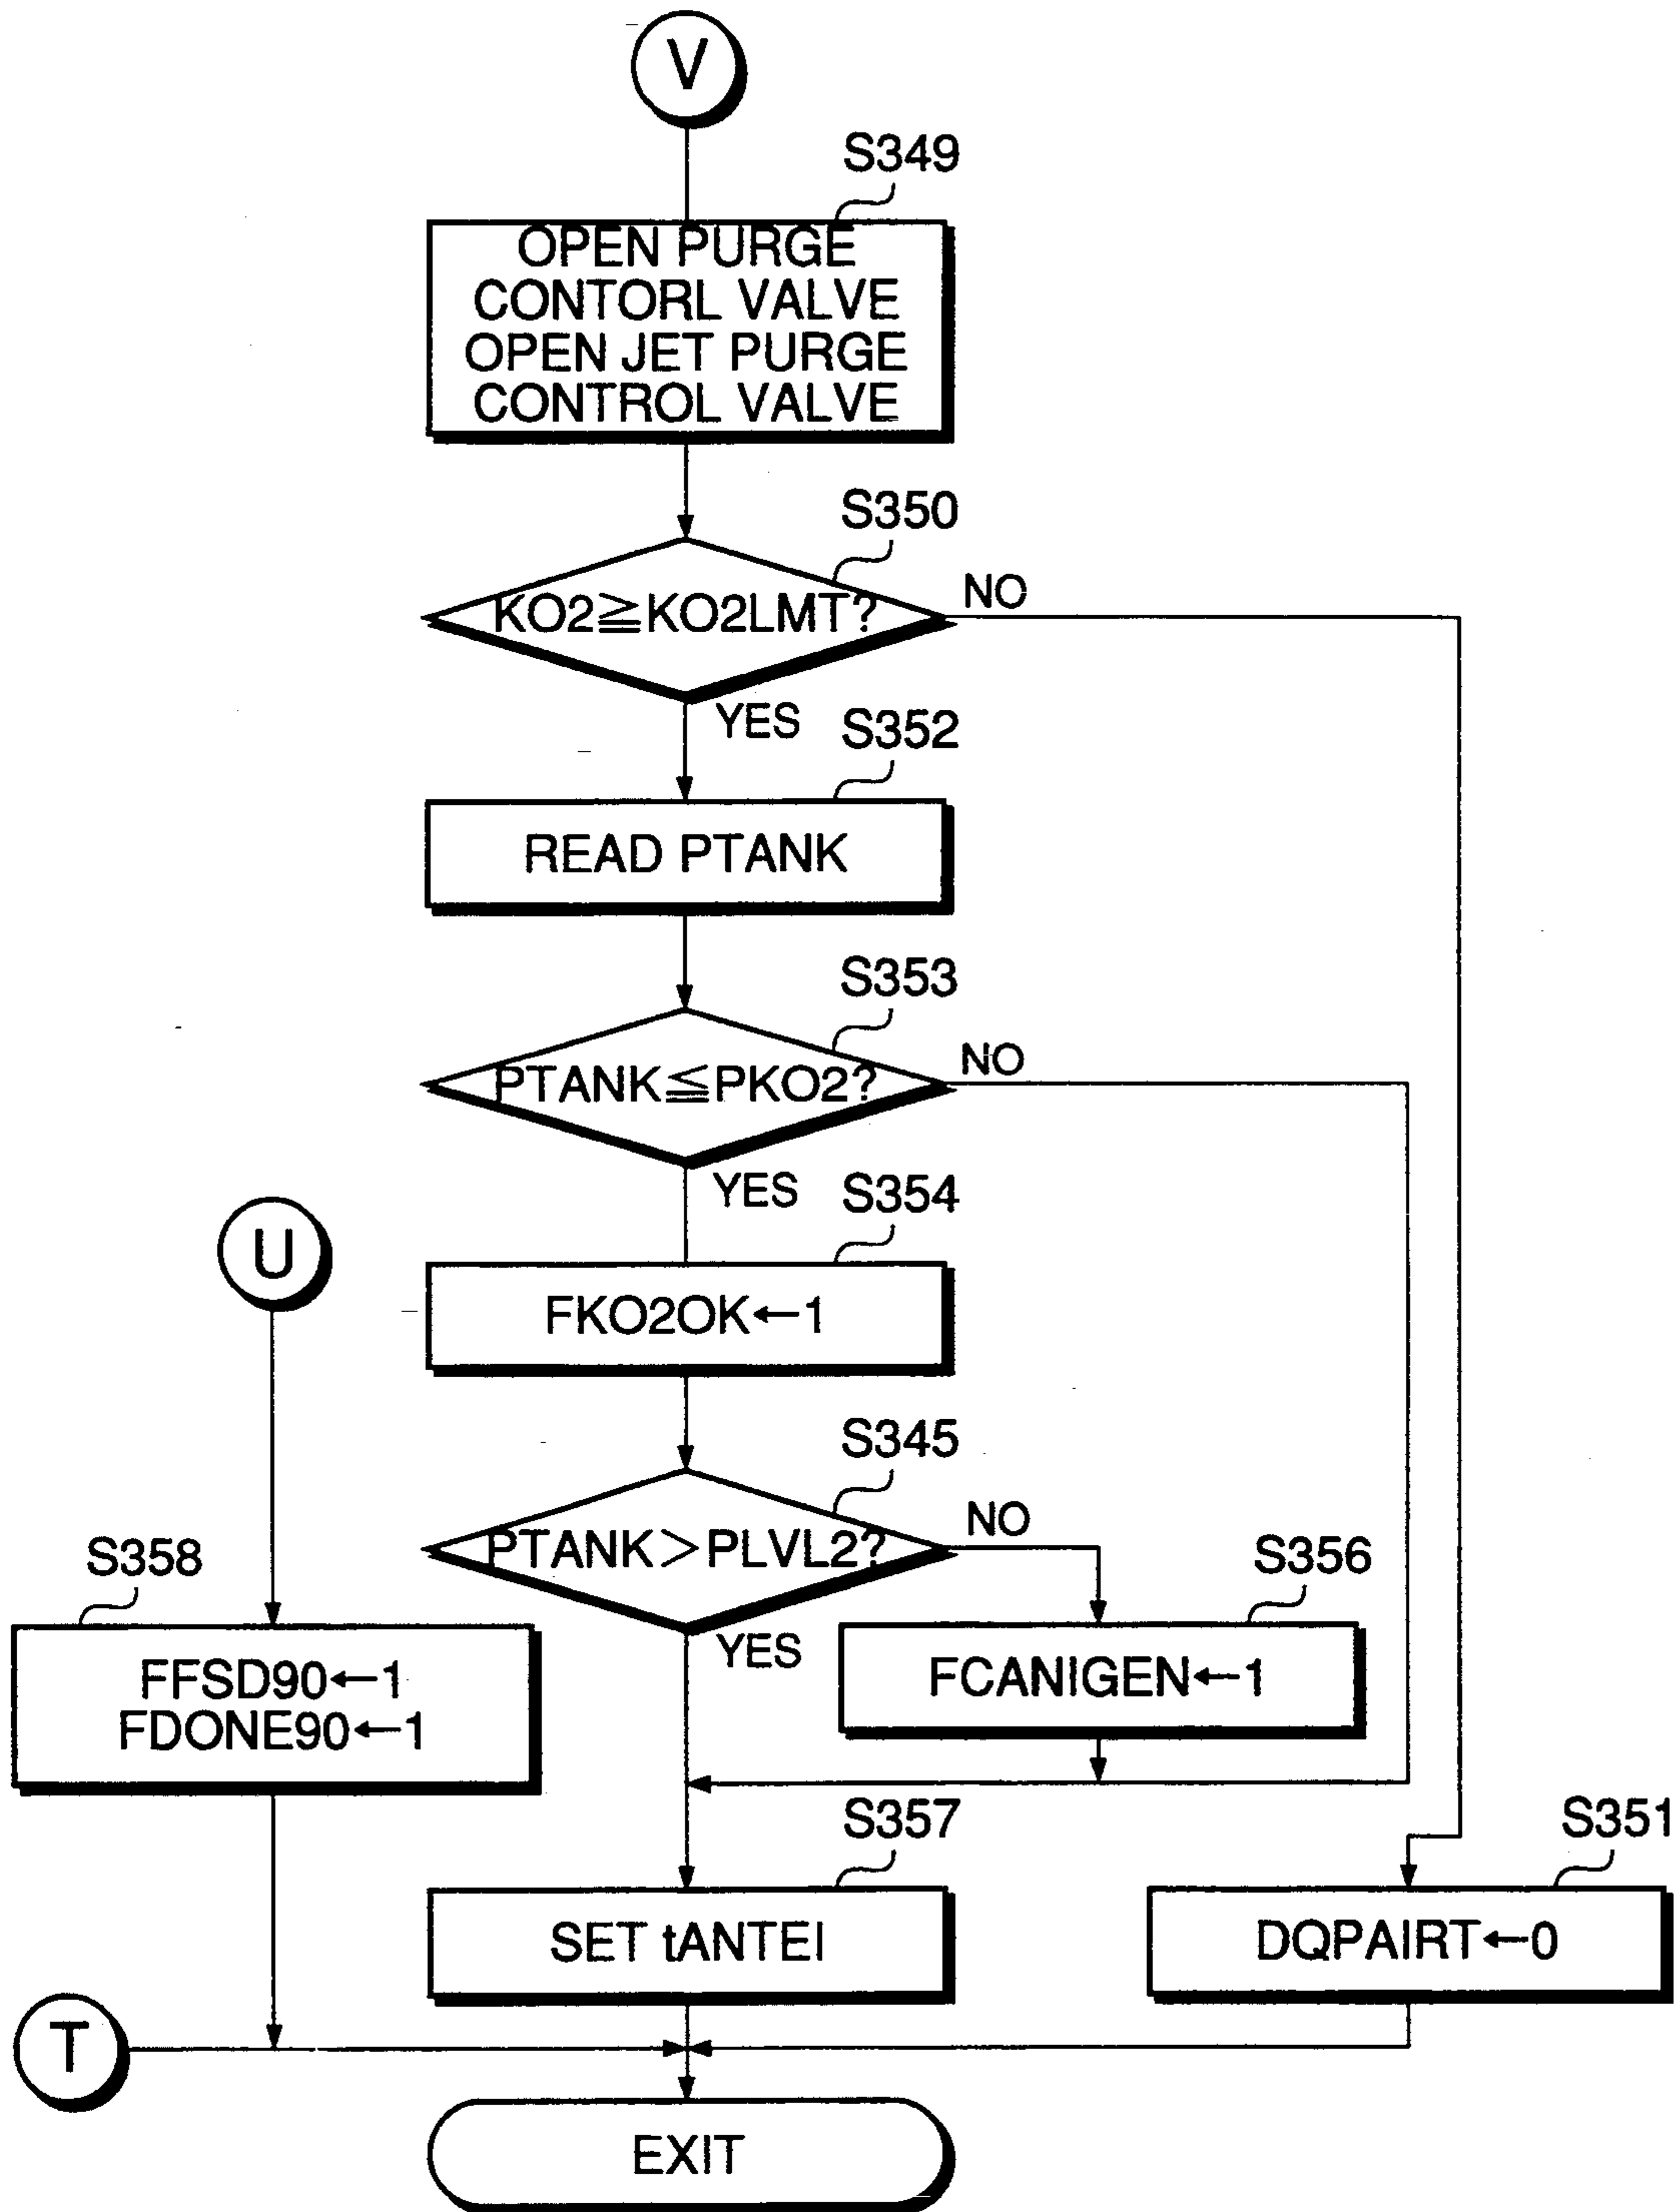 V
S349
OPEN PURGE
CONTORL VALVE
OPEN JET PURGE
CONTROL VALVE
S350
KO2≧KO2LMT?
NO
YES
S352
READ PTANK
S353
PTANK≦PKO2?
NO
YES
S354
U
FKO2OK←1
S345
PTANK>PLVL2?
NO
YES
S358
S356
FFSD90←1
FDONE90←1
FCANIGEN←1
S357
S351
SET tANTEI
DQPAIRT←0
T
EXIT